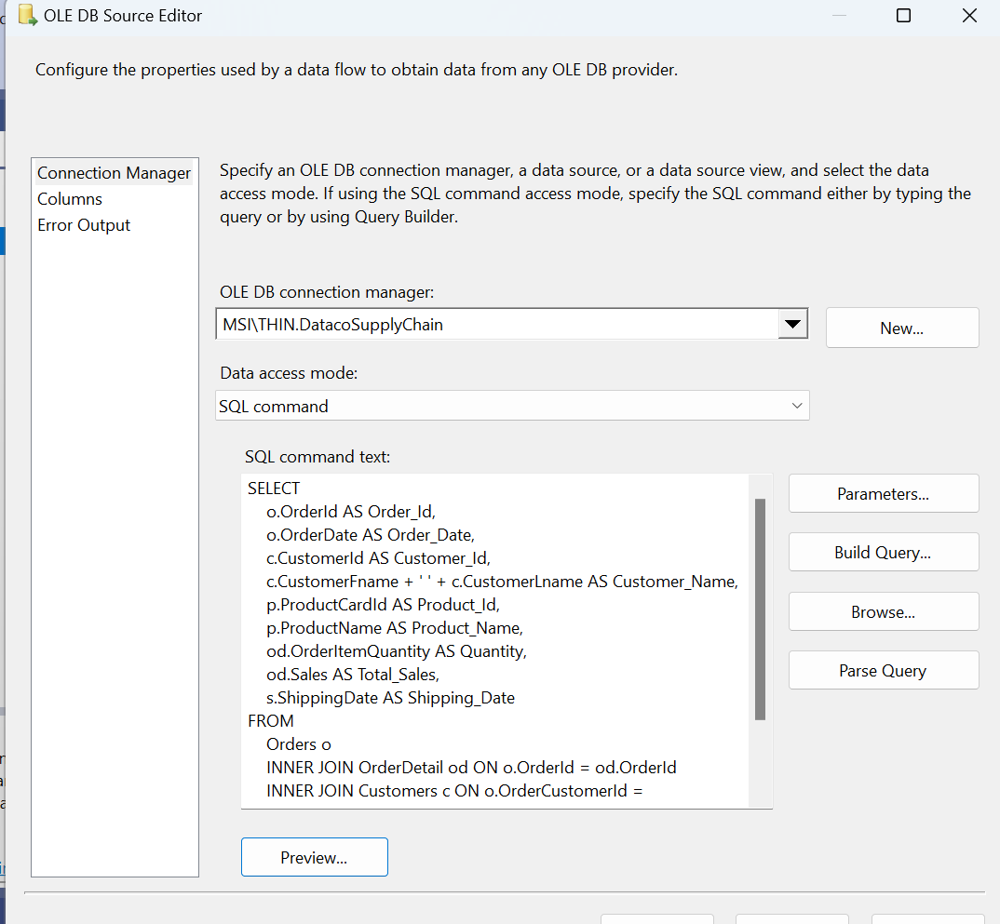 OLE DB Source Editor
Configure the properties used by a data flow to obtain data from any OLE DB provider.
Connection Manager
Columns
Error Output
Specify an OLE DB connection manager, a data source, or a data source view, and select the data
access mode. If using the SQL command access mode, specify the SQL command either by typing the
query or by using Query Builder.
OLE DB connection manager:
MSI\THIN.DatacoSupplyChain
New...
Data access mode:
SQL command
SQL command text:
SELECT
o.OrderId AS Order_Id,
o.OrderDate AS Order_Date,
c.CustomerId AS Customer_Id,
c.CustomerFname + ' ' + c.CustomerLname AS Customer_Name,
p.ProductCardId AS Product_Id,
p.ProductName AS Product_Name,
od.OrderItemQuantity AS Quantity,
od.Sales AS Total_Sales,
s.ShippingDate AS Shipping_Date
FROM
Orders o
INNER JOIN OrderDetail od ON o.OrderId = od.OrderId
INNER JOIN Customers c ON o.OrderCustomerId =
Parameters...
Build Query...
Browse...
Parse Query
Preview...